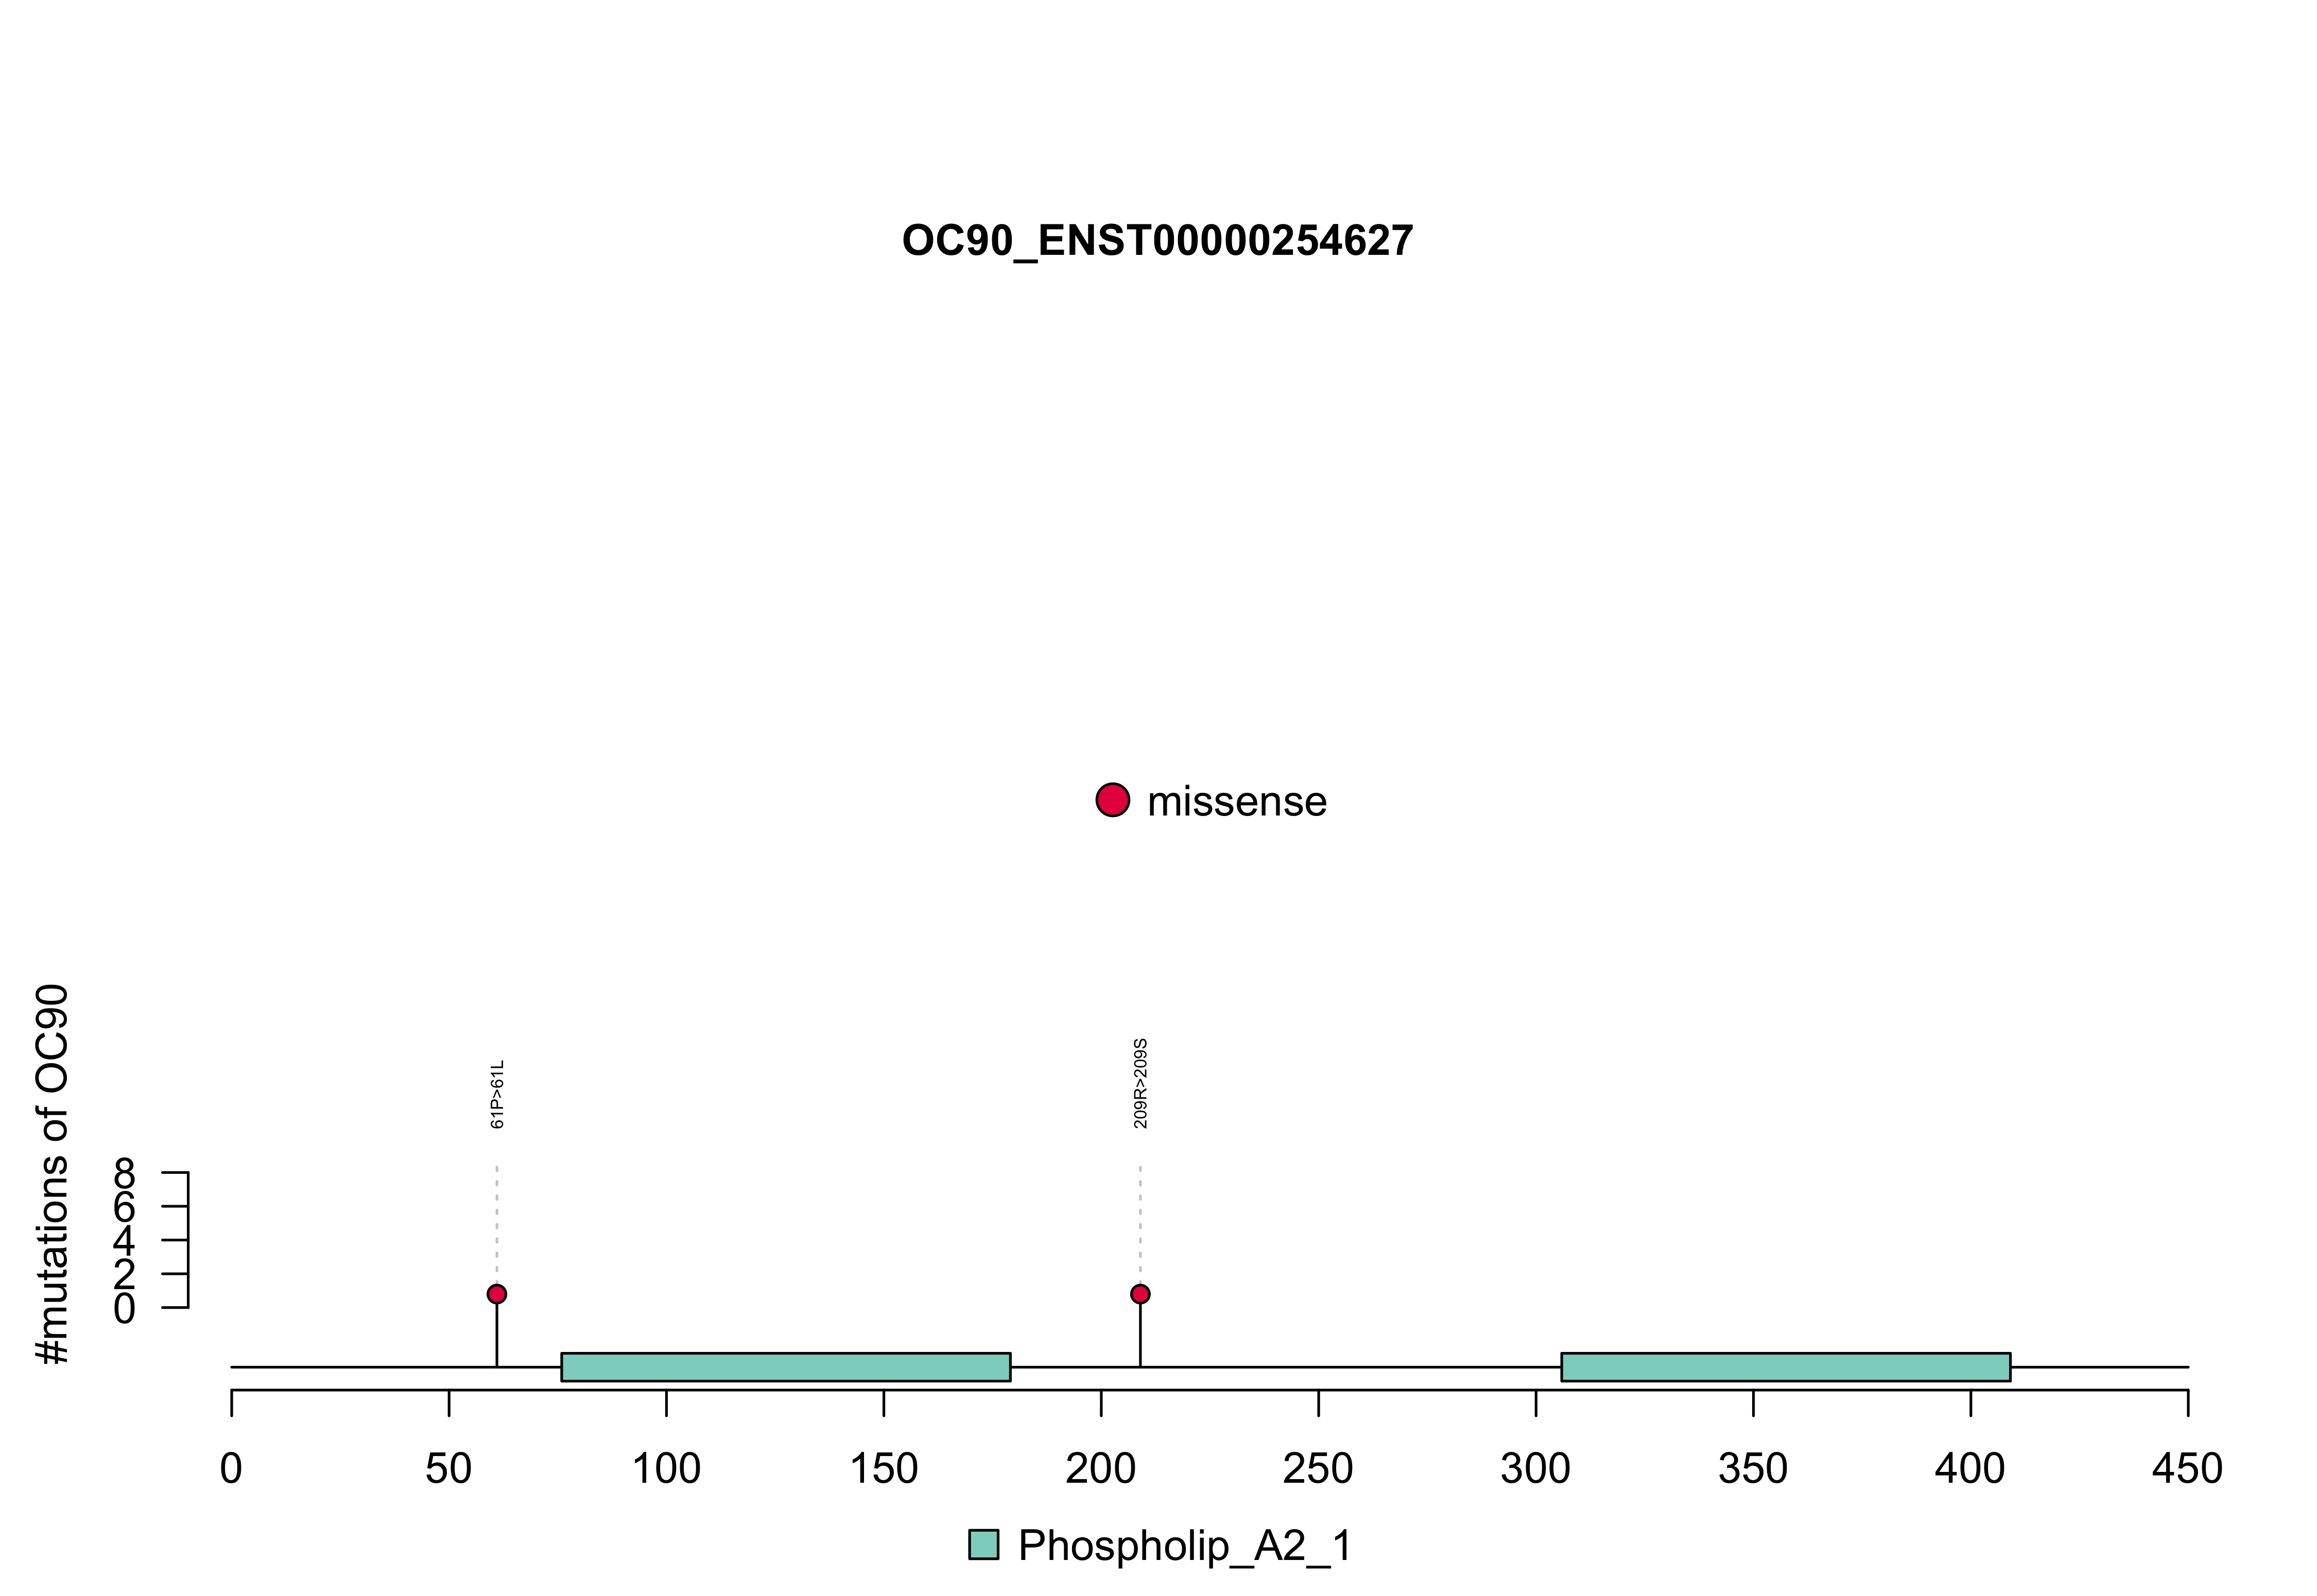 OC90_ENST00000254627
missense
#mutations of OC90
61P>61L
209R>209S
8
6
4
2
0
0 50 100 150 200 250 300 350 400 450
Phospholip_A2_1